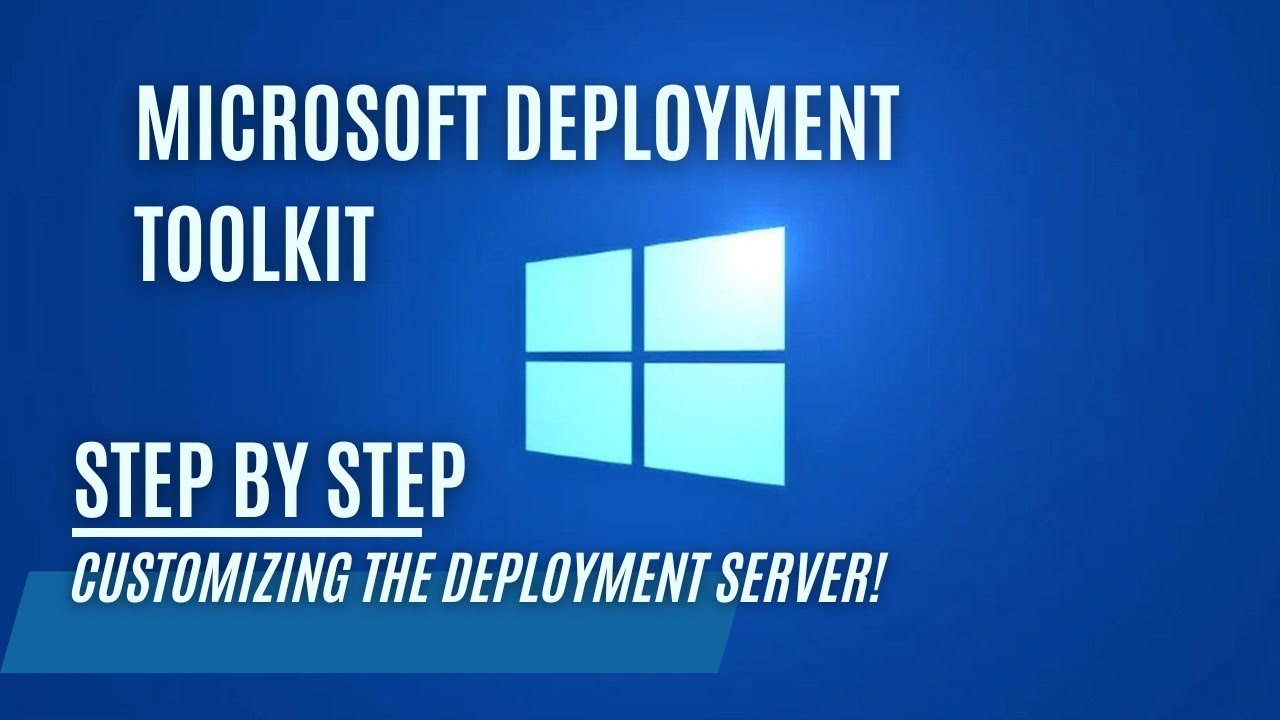 MICROSOFT DEPLOYMENT
TOOLKIT
STEP BY STEP
CUSTOMIZING THE DEPLOYMENT SERVER!